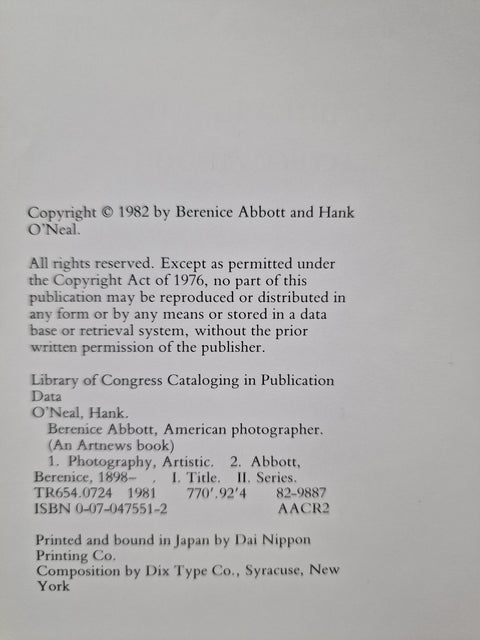 Copyright © 1982 by Berenice Abbott and Hank
O'Neal.
All rights reserved. Except as permitted under
the Copyright Act of 1976, no part of this
publication may be reproduced or distributed in
any form or by any means or stored in a data
base or retrieval system, without the prior
written permission of the publisher.
Library of Congress Cataloging in Publication
Data
O'Neal, Hank.
Berenice Abbott, American photographer.
(An Artnews book)
1. Photography, Artistic. 2. Abbott,
Berenice, 1898– . I. Title. II. Series.
TR654.0724 1981 770'.92'4 82-9887
ISBN 0-07-047551-2 AACR2
Printed and bound in Japan by Dai Nippon
Printing Co.
Composition by Dix Type Co., Syracuse, New
York